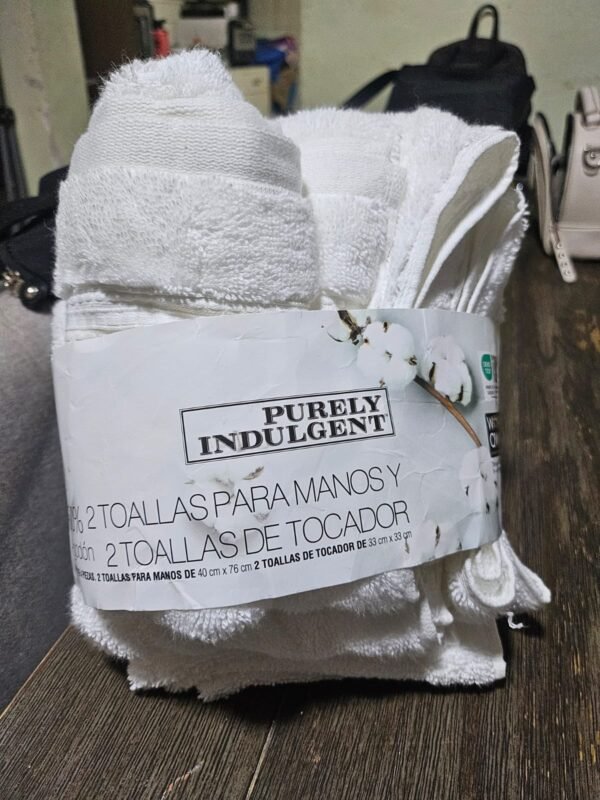 PURELY
INDULGENT
2 TOALLAS PARA MANOS Y
2 TOALLAS DE TOCADOR
2 TOALLAS PARA MANOS DE 40 cm x 76 cm 2 TOALLAS DE TOCADOR DE 33 cm x 33 cm